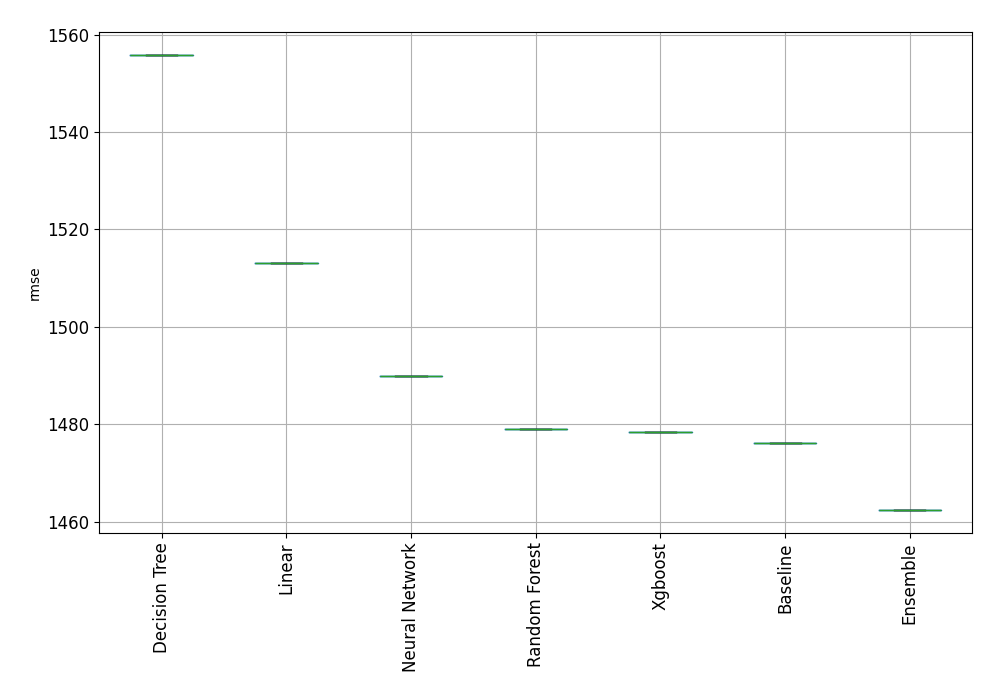 1560
1540
1520
1500
1480
1460
rmse
Decision Tree
Linear
Neural Network
Random Forest
Xgboost
Baseline
Ensemble